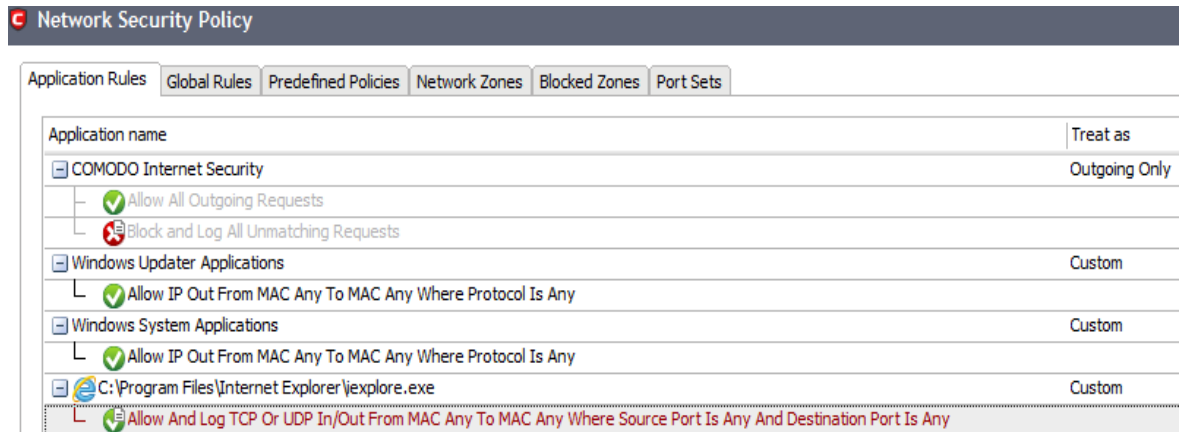 Network Security Policy
Application Rules Global Rules Predefined Policies Network Zones Blocked Zones Port Sets
Application name Treat as
COMODO Internet Security Outgoing Only
Allow All Outgoing Requests
Block and Log All Unmatching Requests
Windows Updater Applications Custom
Allow IP Out From MAC Any To MAC Any Where Protocol Is Any
Windows System Applications Custom
Allow IP Out From MAC Any To MAC Any Where Protocol Is Any
C:\Program Files\Internet Explorer\iexplore.exe Custom
Allow And Log TCP Or UDP In/Out From MAC Any To MAC Any Where Source Port Is Any And Destination Port Is Any